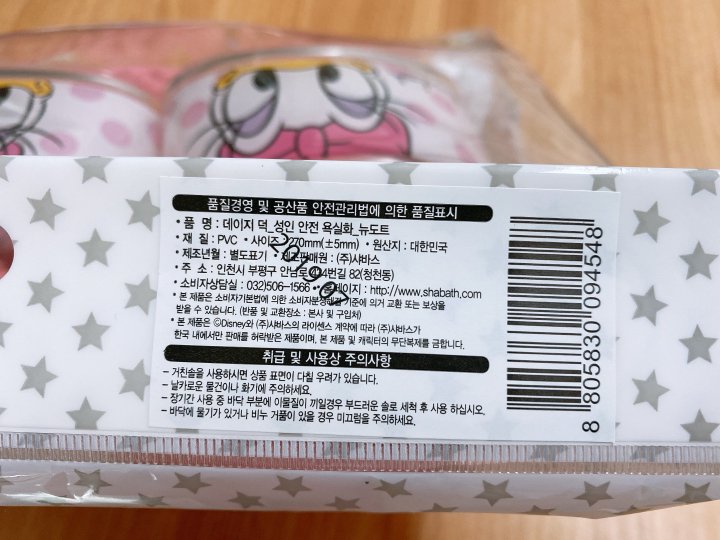 품질경영 및 공산품 안전관리법에 의한 품질표시
• 품 명 : 데이지 덕_성인 안전 욕실화_뉴도트
• 재 질 : PVC • 사이즈 : 270mm(±5mm) • 원산지 : 대한민국
• 제조년월 : 별도표기 • 제조판매원 : (주)샤바스
• 주 소 : 인천시 부평구 안남로 번길 82(청천동)
• 소비자상담실 : 032)506-1566 • 홈페이지 : http://www.shabath.com
* 본 제품은 소비자기본법에 의한 소비자분쟁해결 기준에 의거 교환 또는 보상을
받을 수 있습니다. (반품 및 교환장소 : 본사 및 구입처)
* 본 제품은 ©Disney와 (주)샤바스의 라이센스 계약에 따라 (주)샤바스가
한국 내에서만 판매를 허락받은 제품이며, 본 제품 및 캐릭터의 무단복제를 금합니다.
취급 및 사용상 주의사항
- 거친솔을 사용하시면 상품 표면이 다칠 우려가 있습니다.
- 날카로운 물건이나 화기에 주의하세요.
- 장기간 사용 중 바닥 부분에 이물질이 끼일경우 부드러운 솔로 세척 후 사용 하십시오.
- 바닥에 물기가 있거나 비누 거품이 있을 경우 미끄럼을 주의하세요.
8 805830 094548